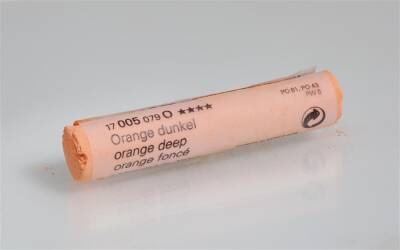 17 005 079 O ★★★★
Orange dunkel
orange deep
orange foncé
PO 61, PO 43
PW 6